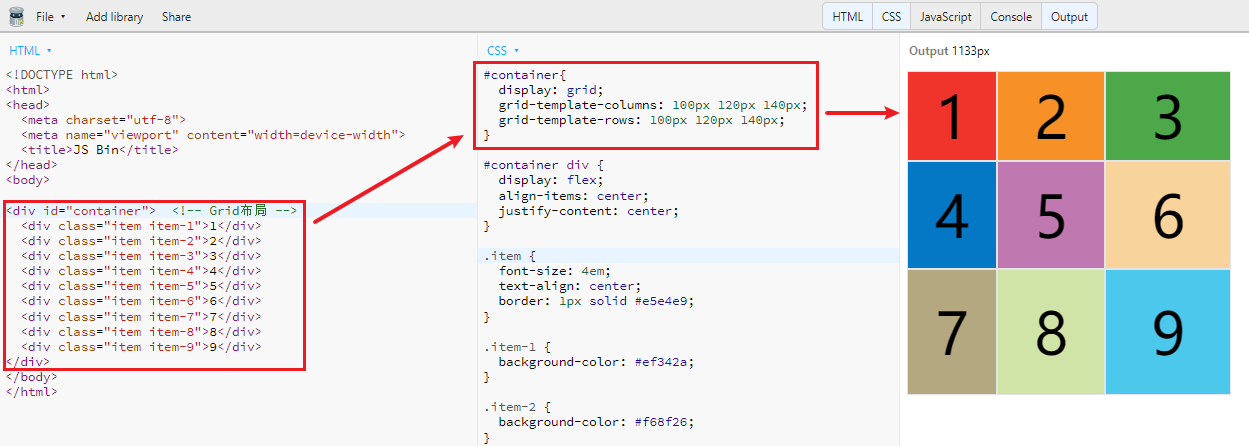 File ▾ Add library Share HTML CSS JavaScript Console Output
HTML ▾
<!DOCTYPE html>
<html>
<head>
  <meta charset="utf-8">
  <meta name="viewport" content="width=device-width">
  <title>JS Bin</title>
</head>
<body>
<div id="container">  <!-- Grid布局 -->
  <div class="item item-1">1</div>
  <div class="item item-2">2</div>
  <div class="item item-3">3</div>
  <div class="item item-4">4</div>
  <div class="item item-5">5</div>
  <div class="item item-6">6</div>
  <div class="item item-7">7</div>
  <div class="item item-8">8</div>
  <div class="item item-9">9</div>
</div>
</body>
</html>
CSS ▾
#container{
  display: grid;
  grid-template-columns: 100px 120px 140px;
  grid-template-rows: 100px 120px 140px;
}
#container div {
  display: flex;
  align-items: center;
  justify-content: center;
}
.item {
  font-size: 4em;
  text-align: center;
  border: 1px solid #e5e4e9;
}
.item-1 {
  background-color: #ef342a;
}
.item-2 {
  background-color: #f68f26;
}
Output 1133px
1 2 3
4 5 6
7 8 9